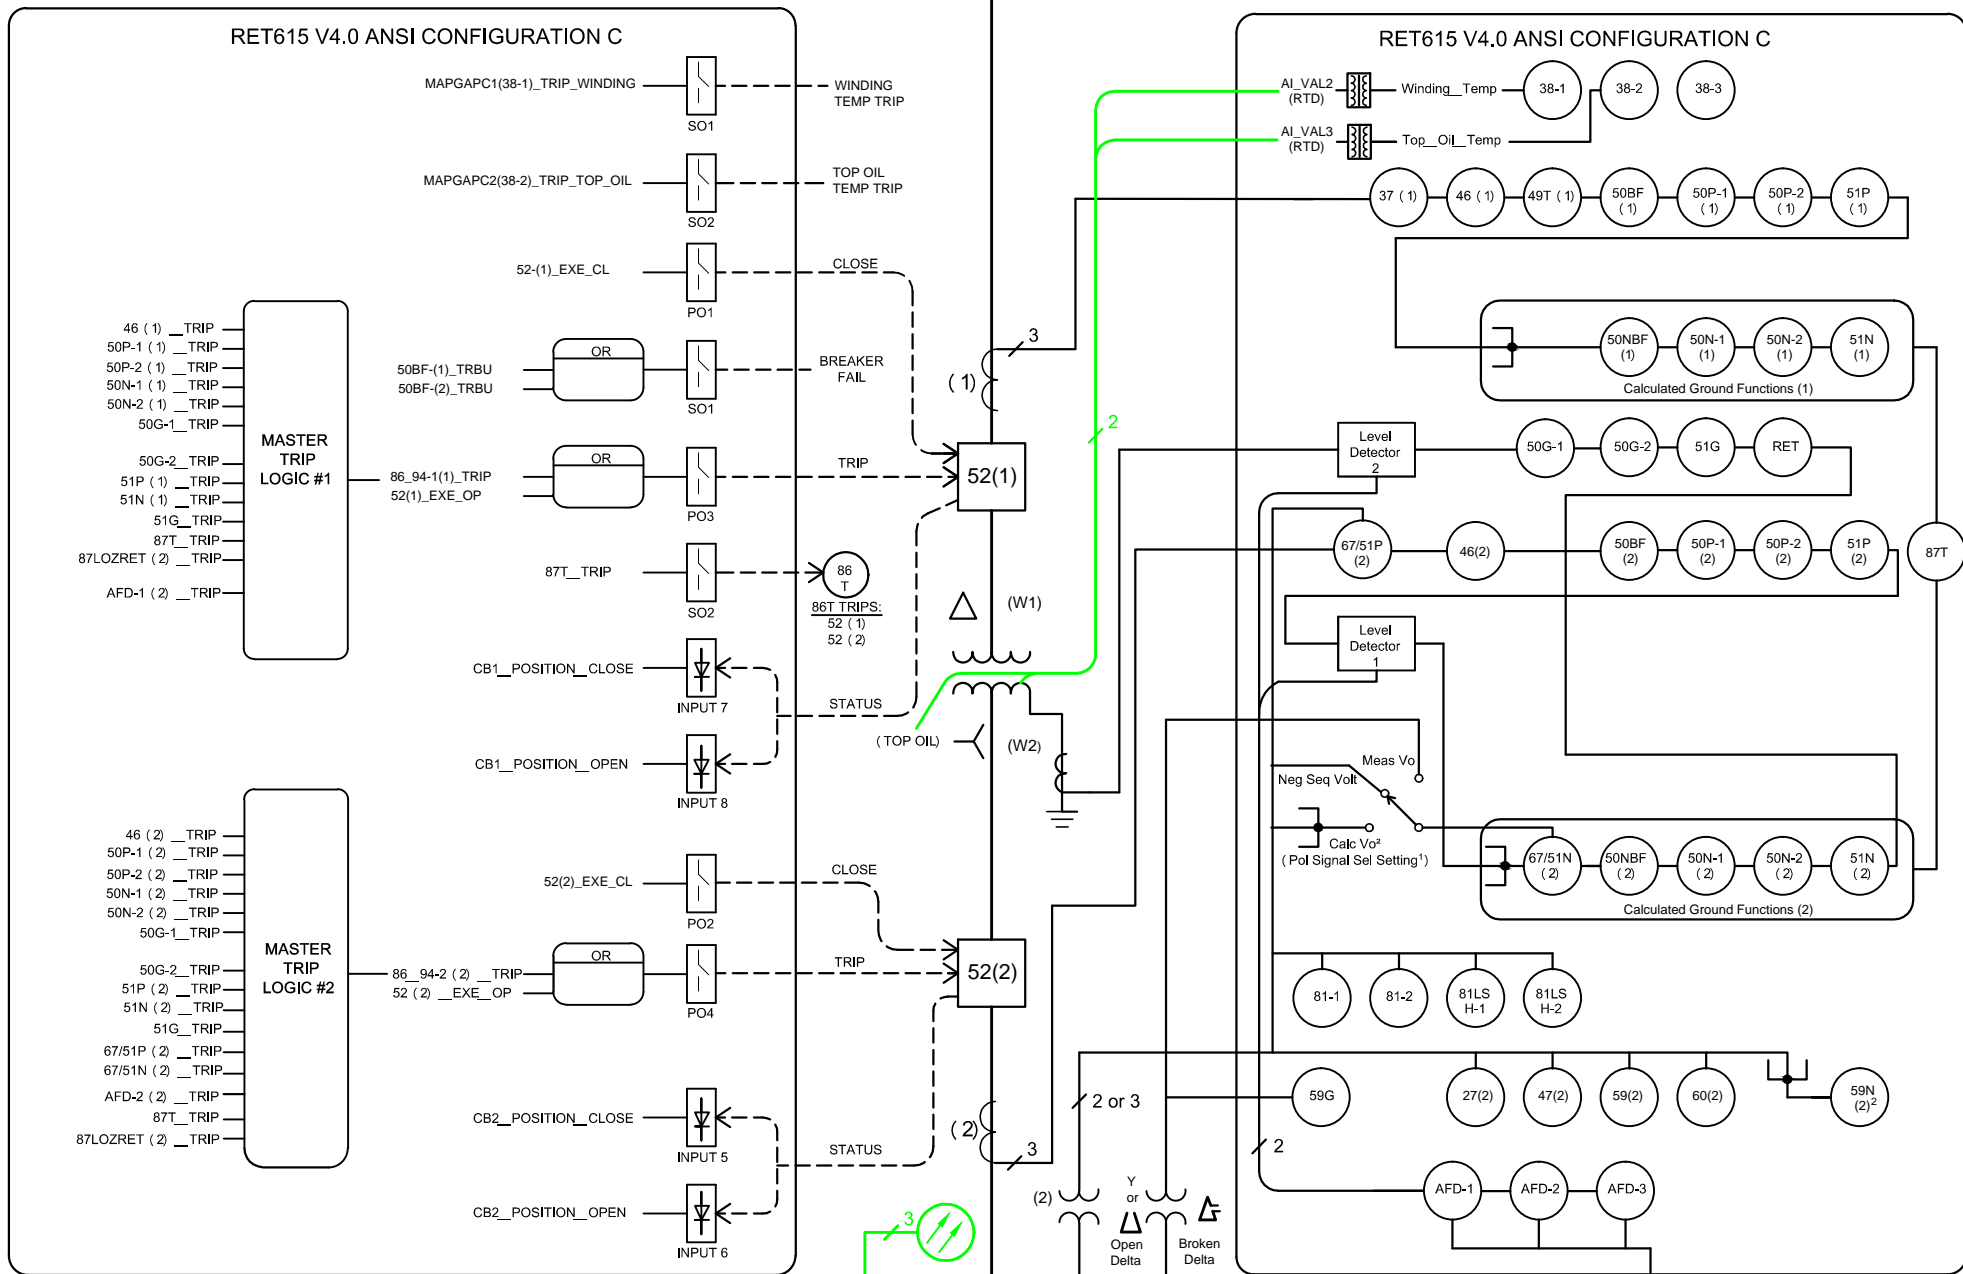 RET615 V4.0 ANSI CONFIGURATION C
MAPGAPC1(38-1)_TRIP_WINDING
SO1
WINDING
TEMP TRIP
MAPGAPC2(38-2)_TRIP_TOP_OIL
SO2
TOP OIL
TEMP TRIP
52-(1)_EXE_CL
PO1
CLOSE
50BF-(1)_TRBU
50BF-(2)_TRBU
OR
SO1
BREAKER
FAIL
46 ( 1) __TRIP
50P-1 ( 1) __TRIP
50P-2 ( 1) __TRIP
50N-1 ( 1) __TRIP
50N-2 ( 1) __TRIP
50G-1__TRIP
50G-2__TRIP
51P ( 1) __TRIP
51N ( 1) __TRIP
51G__TRIP
87T__TRIP
87LOZRET ( 2) __TRIP
AFD-1 ( 2) __TRIP
MASTER
TRIP
LOGIC #1
86_94-1(1)_TRIP
52(1)_EXE_OP
OR
PO3
TRIP
87T__TRIP
SO2
86
T
86T TRIPS:
52 ( 1)
52 ( 2)
CB1__POSITION__CLOSE
INPUT 7
STATUS
CB1__POSITION__OPEN
INPUT 8
46 ( 2) __TRIP
50P-1 ( 2) __TRIP
50P-2 ( 2) __TRIP
50N-1 ( 2) __TRIP
50N-2 ( 2) __TRIP
50G-1__TRIP
50G-2__TRIP
51P ( 2) __TRIP
51N ( 2) __TRIP
51G__TRIP
67/51P ( 2) __TRIP
67/51N ( 2) __TRIP
AFD-2 ( 2) __TRIP
87T__TRIP
87LOZRET ( 2) __TRIP
MASTER
TRIP
LOGIC #2
52(2)_EXE_CL
PO2
CLOSE
86__94-2 ( 2) __TRIP
52 ( 2) __EXE__OP
OR
PO4
TRIP
CB2__POSITION__CLOSE
INPUT 5
STATUS
CB2__POSITION__OPEN
INPUT 6
3
( 1)
3
52(1)
2
(W1)
( TOP OIL)
(W2)
52(2)
( 2)
3
2 or 3
(2)
Y
or
Open
Delta
Broken
Delta
2
RET615 V4.0 ANSI CONFIGURATION C
AI_VAL2
(RTD)
Winding__Temp
38-1
38-2
38-3
AI_VAL3
(RTD)
Top__Oil__Temp
37 ( 1)
46 ( 1)
49T ( 1)
50BF
( 1)
50P-1
( 1)
50P-2
( 1)
51P
( 1)
50NBF
(1)
50N-1
( 1)
50N-2
( 1)
51N
( 1)
Calculated Ground Functions (1)
Level
Detector
2
50G-1
50G-2
51G
RET
67/51P
(2)
46(2)
50BF
(2)
50P-1
( 2)
50P-2
( 2)
51P
( 2)
87T
Level
Detector
1
Meas Vo
Neg Seq Volt
Calc Vo²
( Pol Signal Sel Setting¹)
67/51N
( 2)
50NBF
( 2)
50N-1
( 2)
50N-2
( 2)
51N
( 2)
Calculated Ground Functions (2)
81-1
81-2
81LS
H-1
81LS
H-2
59G
27(2)
47(2)
59(2)
60(2)
59N
(2)²
AFD-1
AFD-2
AFD-3